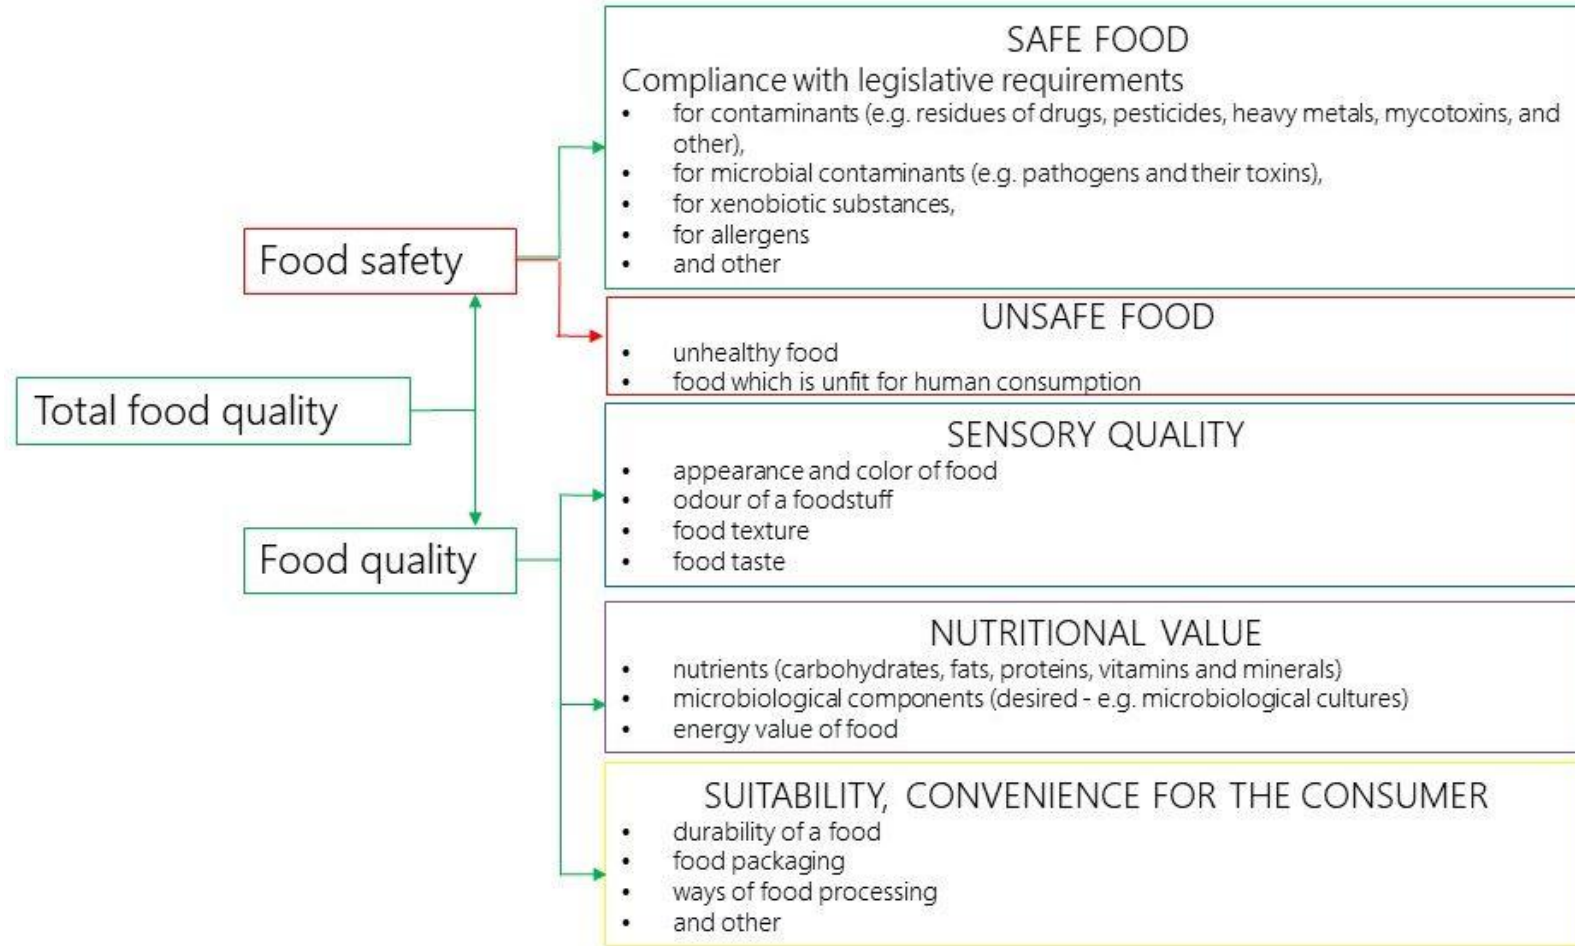 SAFE FOOD
Compliance with legislative requirements
• for contaminants (e.g. residues of drugs, pesticides, heavy metals, mycotoxins, and
other),
• for microbial contaminants (e.g. pathogens and their toxins),
• for xenobiotic substances,
• for allergens
• and other
Food safety
UNSAFE FOOD
• unhealthy food
• food which is unfit for human consumption
Total food quality
SENSORY QUALITY
• appearance and color of food
• odour of a foodstuff
• food texture
• food taste
Food quality
NUTRITIONAL VALUE
• nutrients (carbohydrates, fats, proteins, vitamins and minerals)
• microbiological components (desired - e.g. microbiological cultures)
• energy value of food
SUITABILITY, CONVENIENCE FOR THE CONSUMER
• durability of a food
• food packaging
• ways of food processing
• and other